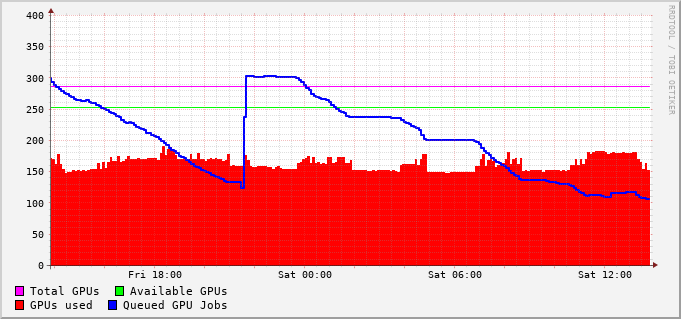 400
350
300
250
200
150
100
50
0
Fri 18:00 Sat 00:00 Sat 06:00 Sat 12:00
Total GPUs Available GPUs
GPUs used Queued GPU Jobs
RRDTOOL / TOBI OETIKER